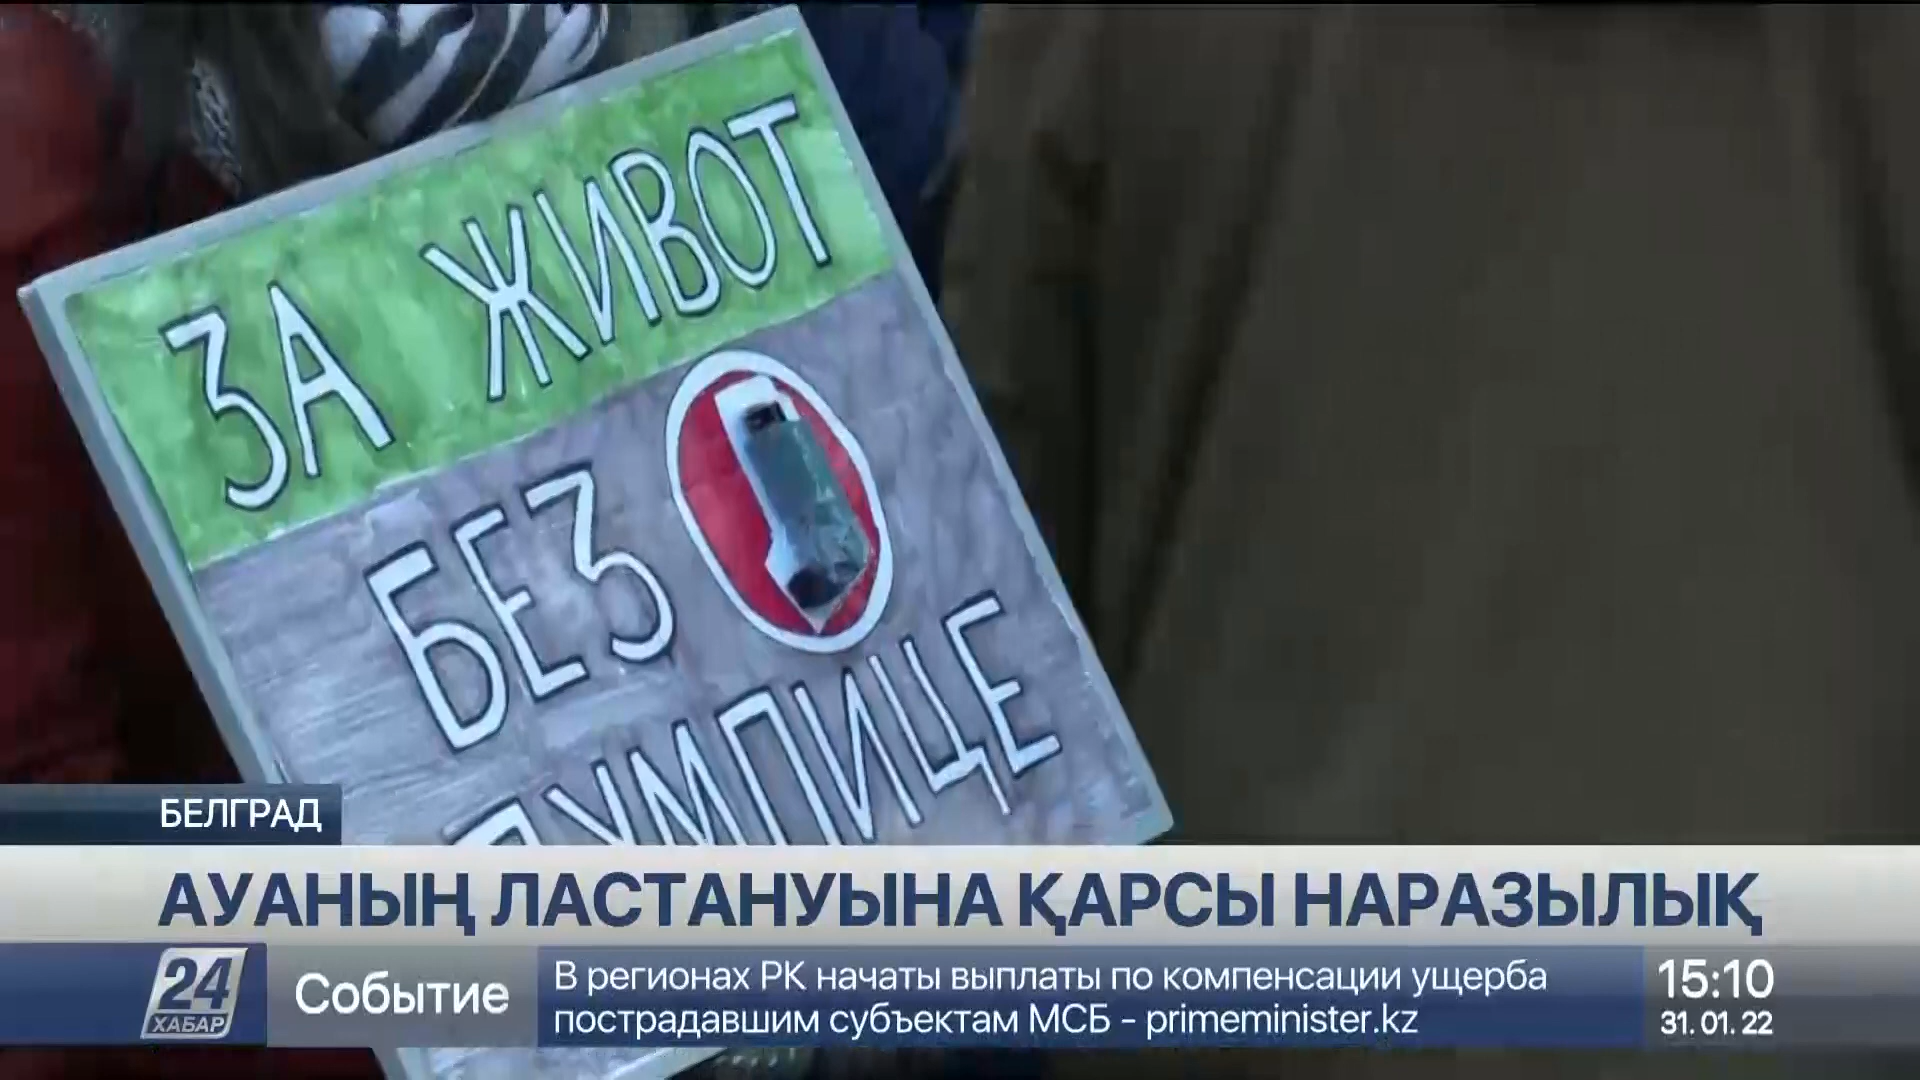 ЗА ЖИВОТ
БЕЗ
ПУМПИЦЕ
БЕЛГРАД
АУАНЫҢ ЛАСТАНУЫНА ҚАРСЫ НАРАЗЫЛЫҚ
24
ХАБАР
Событие
В регионах РК начаты выплаты по компенсации ущерба
пострадавшим субъектам МСБ - primeminister.kz
15:10
31. 01. 22